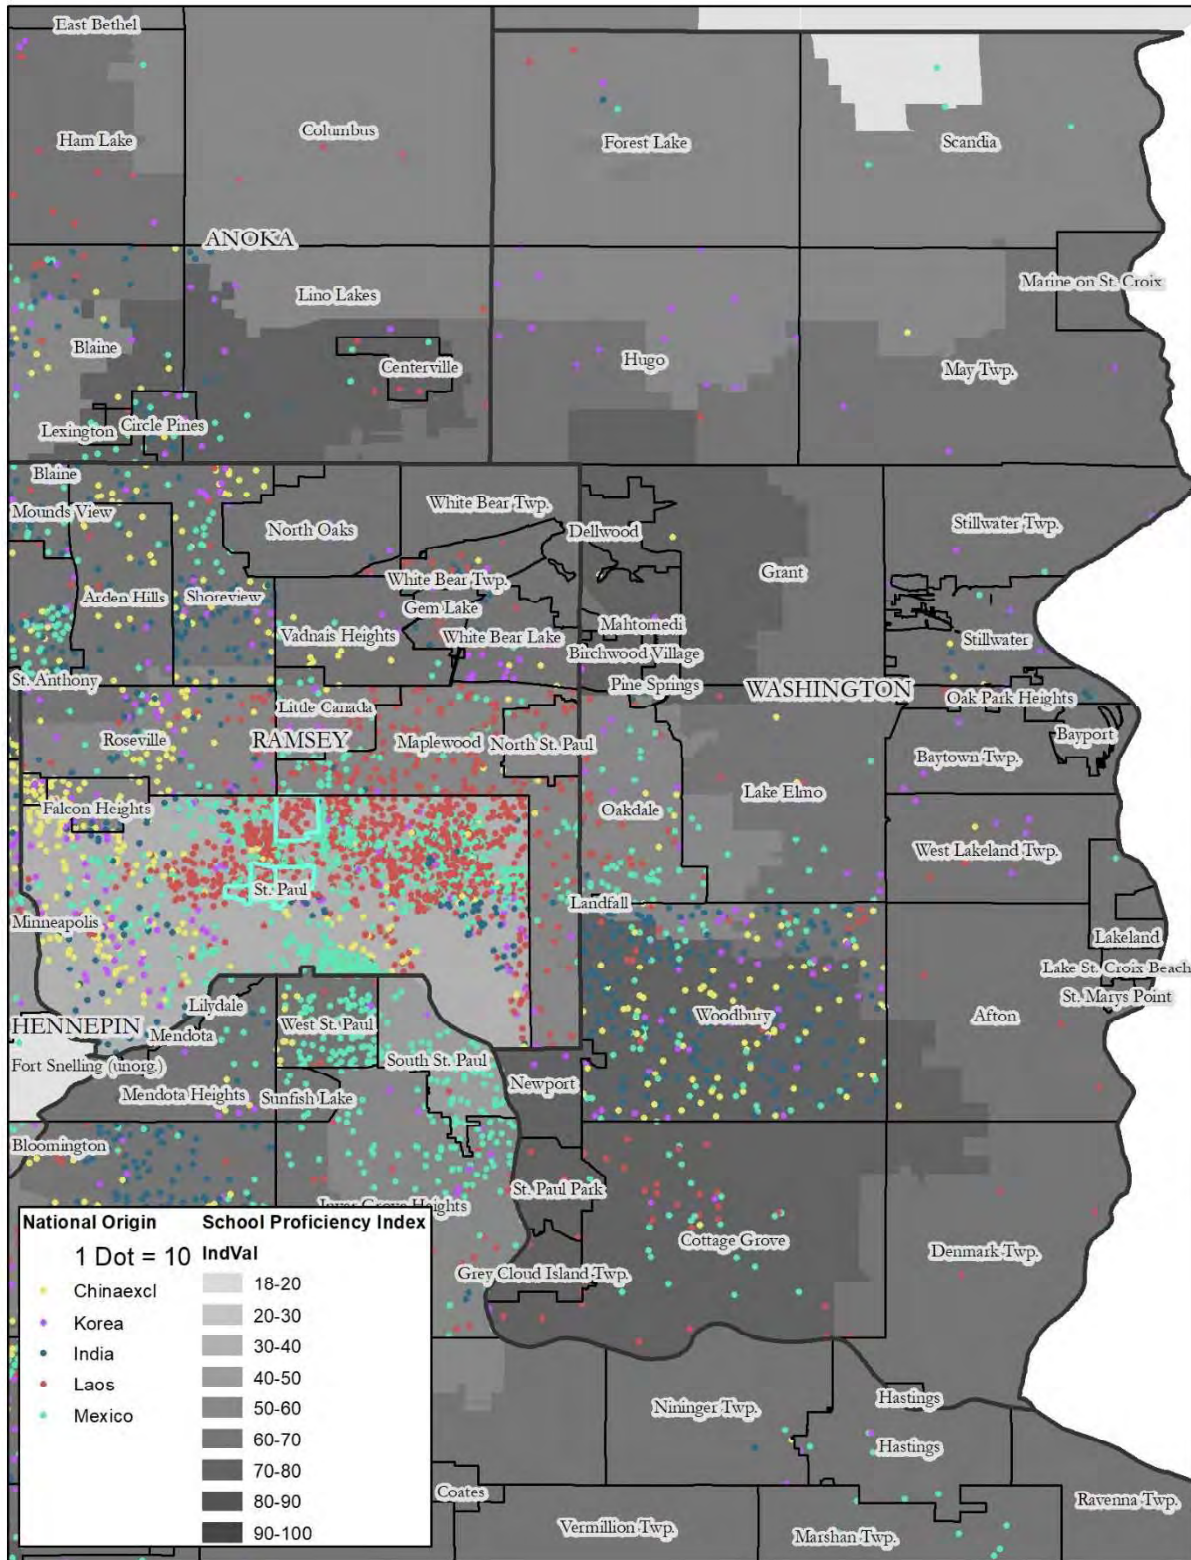 East Bethel
Ham Lake
Columbus
Forest Lake
Scandia
ANOKA
Lino Lakes
Marine on St. Croix
Blaine
Centerville
Hugo
May Twp.
Lexington
Circle Pines
Blaine
Mounds View
North Oaks
White Bear Twp.
Dellwood
Stillwater Twp.
Arden Hills
Shoreview
White Bear Twp.
Grant
Gem Lake
Vadnais Heights
White Bear Lake
Mahtomedi
Stillwater
Birchwood Village
St. Anthony
Pine Springs
WASHINGTON
Oak Park Heights
Little Canada
Roseville
RAMSEY
Maplewood
North St. Paul
Bayport
Baytown Twp.
Falcon Heights
Oakdale
Lake Elmo
West Lakeland Twp.
St. Paul
Landfall
Minneapolis
Lakeland
Lake St. Croix Beach
St. Marys Point
Lilydale
HENNEPIN
Mendota
West St. Paul
Woodbury
Afton
Fort Snelling (unorg.)
South St. Paul
Newport
Mendota Heights
Sunfish Lake
Bloomington
St. Paul Park
Inver Grove Heights
Cottage Grove
Denmark Twp.
Grey Cloud Island Twp.
National Origin
1 Dot = 10
Chinaexcl
Korea
India
Laos
Mexico
School Proficiency Index
IndVal
18-20
20-30
30-40
40-50
50-60
60-70
70-80
80-90
90-100
Nininger Twp.
Hastings
Hastings
Coates
Vermillion Twp.
Marshan Twp.
Ravenna Twp.